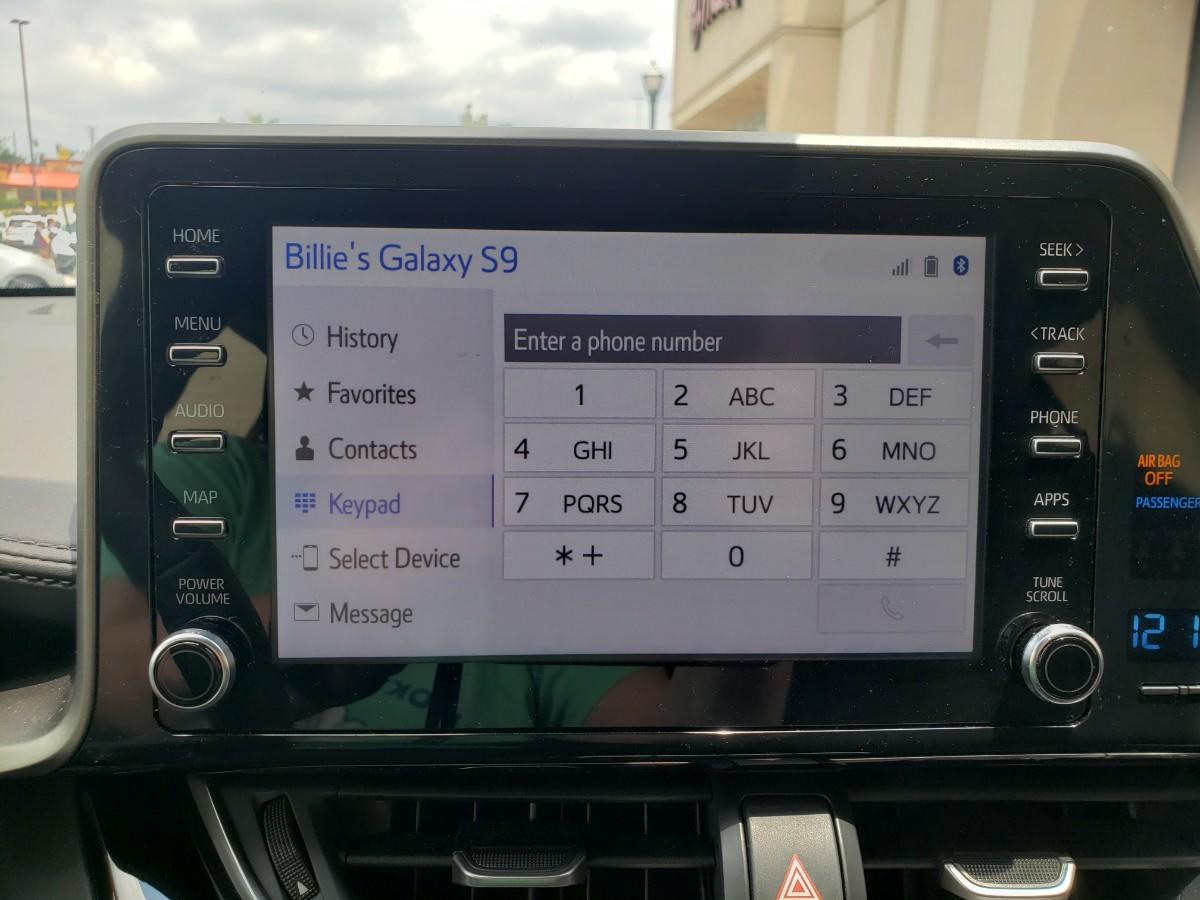 HOME
MENU
AUDIO
MAP
POWER
VOLUME
Billie's Galaxy S9
History
Favorites
Contacts
Keypad
Select Device
Message
Enter a phone number
1
2 ABC
3 DEF
4 GHI
5 JKL
6 MNO
7 PQRS
8 TUV
9 WXYZ
*+
0
#
SEEK >
< TRACK
PHONE
APPS
TUNE
SCROLL
AIR BAG
OFF
PASSENGER
12